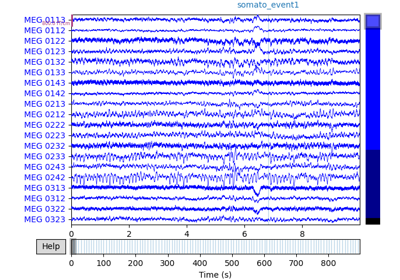 somato_event1
MEG 0113
MEG 0112
MEG 0122
MEG 0123
MEG 0132
MEG 0133
MEG 0143
MEG 0142
MEG 0213
MEG 0212
MEG 0222
MEG 0223
MEG 0232
MEG 0233
MEG 0243
MEG 0242
MEG 0313
MEG 0312
MEG 0322
MEG 0323
0 2 4 6 8
Help
0 100 200 300 400 500 600 700 800
Time (s)